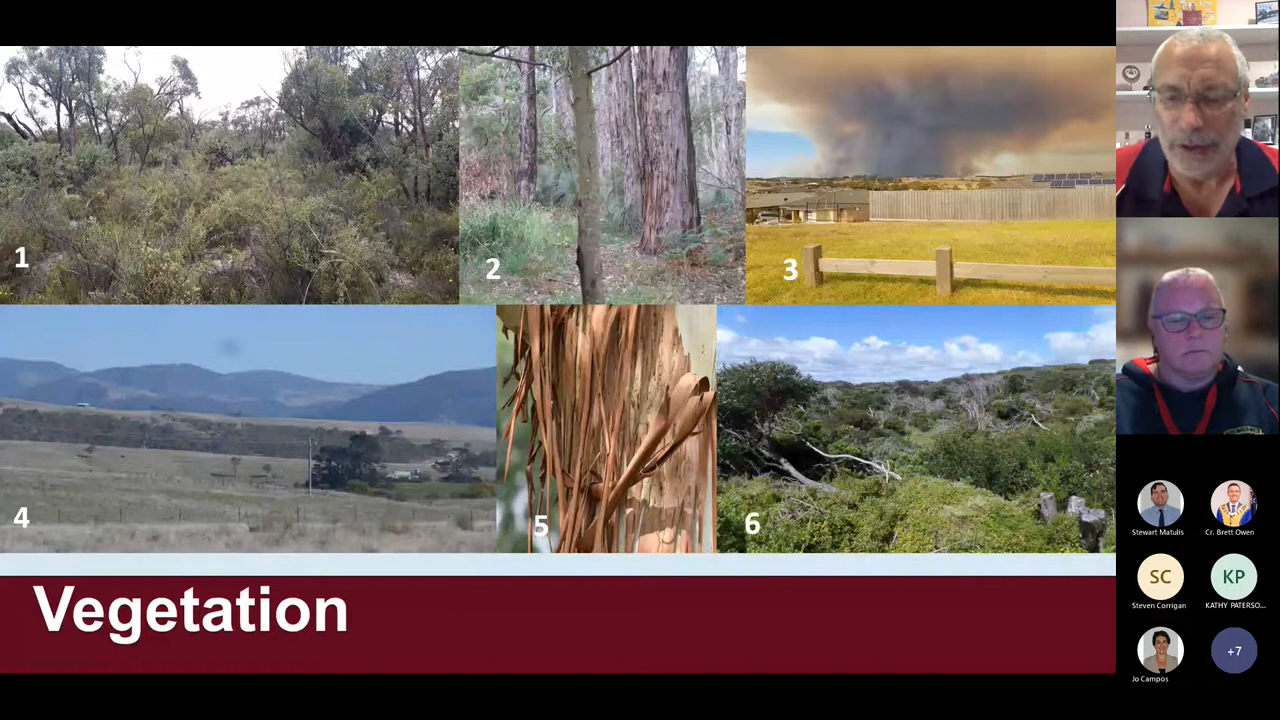 1
2
3
4
5
6
Vegetation
Stewart Matulis
Cr. Brett Owen
SC
KP
Steven Corrigan
KATHY PATERSO...
Jo Campos
+7